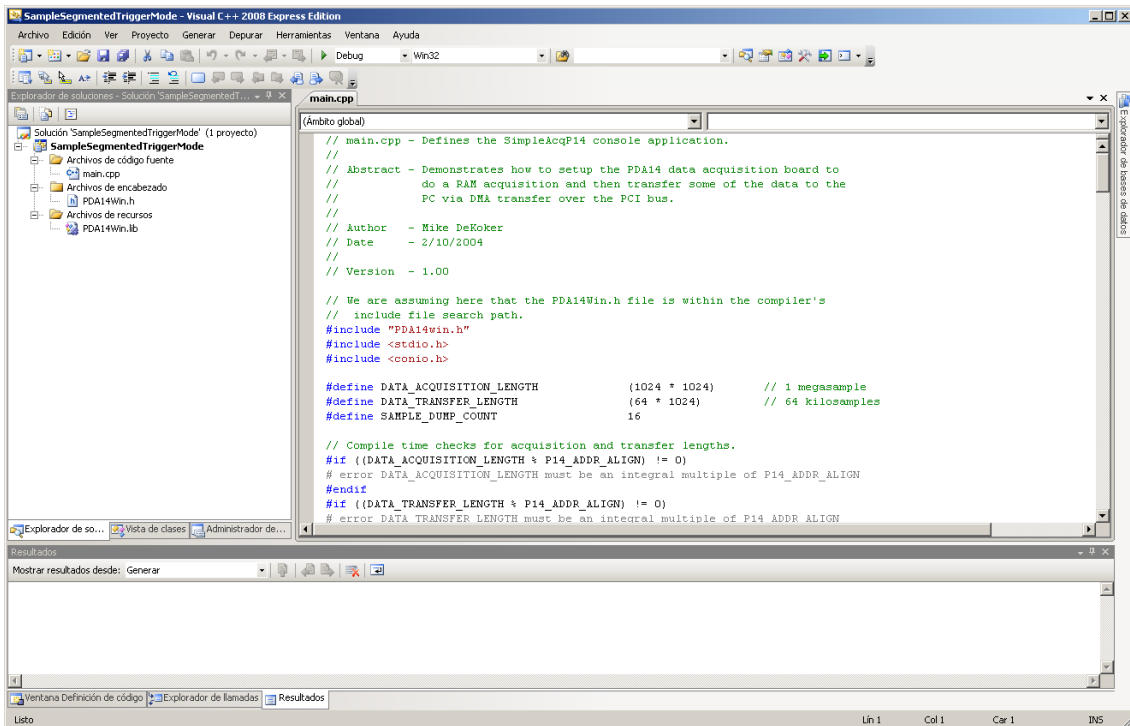 SampleSegmentedTriggerMode - Visual C++ 2008 Express Edition
Archivo Edición Ver Proyecto Generar Depurar Herramientas Ventana Ayuda
Debug Win32
Explorador de soluciones - Solución 'SampleSegmentedT...
Solución 'SampleSegmentedTriggerMode' (1 proyecto)
SampleSegmentedTriggerMode
Archivos de código fuente
main.cpp
Archivos de encabezado
PDA14Win.h
Archivos de recursos
PDA14Win.lib
Explorador de so... Vista de clases Administrador de...
main.cpp
(Ámbito global)
// main.cpp - Defines the SimpleAcqP14 console application.
//
// Abstract - Demonstrates how to setup the PDA14 data acquisition board to
// do a RAM acquisition and then transfer some of the data to the
// PC via DMA transfer over the PCI bus.
//
// Author - Mike DeKoker
// Date - 2/10/2004
//
// Version - 1.00
// We are assuming here that the PDA14Win.h file is within the compiler's
// include file search path.
#include "PDA14win.h"
#include <stdio.h>
#include <conio.h>
#define DATA_ACQUISITION_LENGTH (1024 * 1024) // 1 megasample
#define DATA_TRANSFER_LENGTH (64 * 1024) // 64 kilosamples
#define SAMPLE_DUMP_COUNT 16
// Compile time checks for acquisition and transfer lengths.
#if ((DATA_ACQUISITION_LENGTH % P14_ADDR_ALIGN) != 0)
# error DATA_ACQUISITION_LENGTH must be an integral multiple of P14_ADDR_ALIGN
#endif
#if ((DATA_TRANSFER_LENGTH % P14_ADDR_ALIGN) != 0)
# error DATA_TRANSFER_LENGTH must be an integral multiple of P14_ADDR_ALIGN
Explorador de bases de datos
Resultados
Mostrar resultados desde: Generar
Ventana Definición de código Explorador de llamadas Resultados
Listo Lín 1 Col 1 Car 1 INS